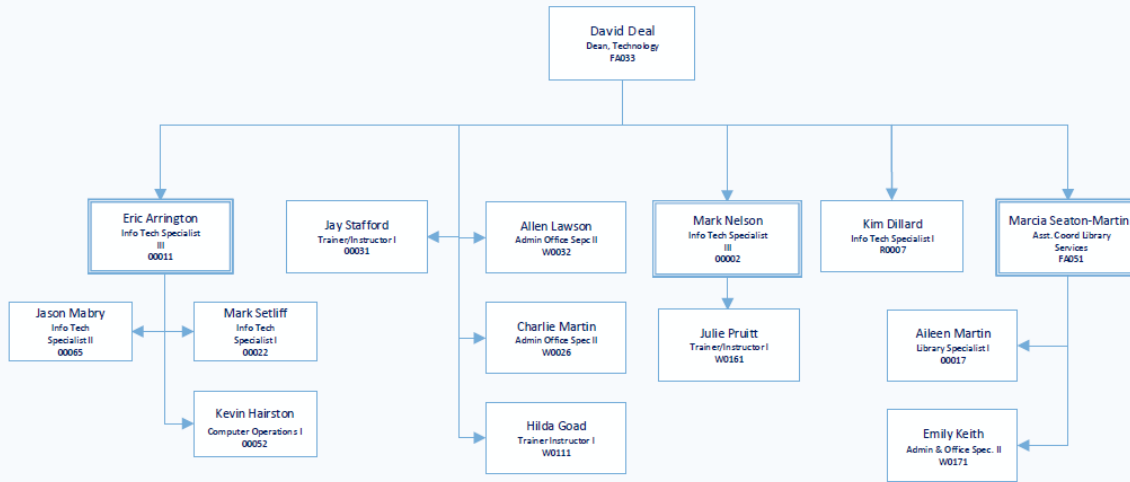 David Deal
Dean, Technology
FA033
Eric Arrington
Info Tech Specialist
III
00011
Jay Stafford
Trainer/Instructor I
00031
Allen Lawson
Admin Office Sepc II
W0032
Mark Nelson
Info Tech Specialist
III
00002
Kim Dillard
Info Tech Specialist I
R0007
Marcia Seaton-Martin
Asst. Coord Library
Services
FA051
Jason Mabry
Info Tech
Specialist II
00065
Mark Setliff
Info Tech
Specialist I
00022
Charlie Martin
Admin Office Spec II
W0026
Julie Pruitt
Trainer/Instructor I
W0161
Aileen Martin
Library Specialist I
00017
Kevin Hairston
Computer Operations I
00052
Hilda Goad
Trainer Instructor I
W0111
Emily Keith
Admin & Office Spec. II
W0171